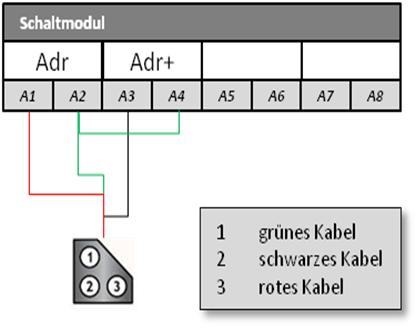 Schaltmodul
Adr Adr+
A1 A2 A3 A4 A5 A6 A7 A8
1
2 3
1 grünes Kabel
2 schwarzes Kabel
3 rotes Kabel